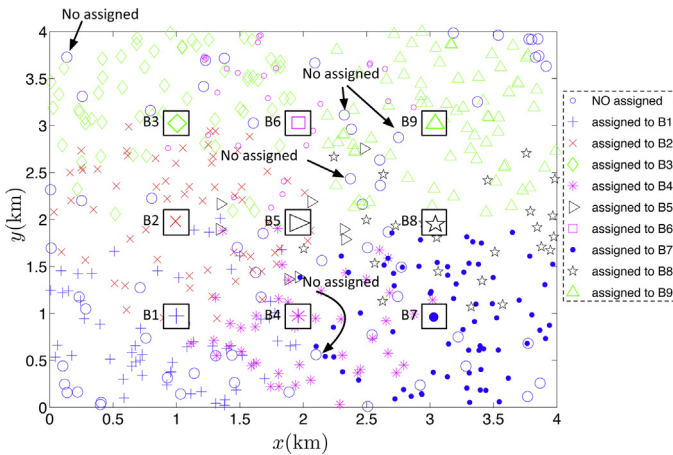 No assigned
4
3.5
3
2.5
2
1.5
1
0.5
0
y(km)
No assigned
No assigned
No assigned
B3
B6
B9
B2
B5
B8
B1
B4
B7
0 0.5 1.0 1.5 2 2.5 3 3.5 4
x(km)
NO assigned
assigned to B1
assigned to B2
assigned to B3
assigned to B4
assigned to B5
assigned to B6
assigned to B7
assigned to B8
assigned to B9